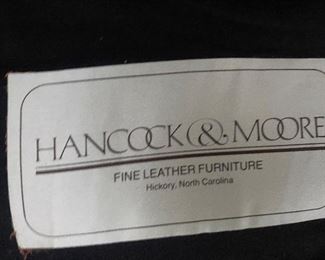 HANCOCK & MOORE
FINE LEATHER FURNITURE
Hickory, North Carolina